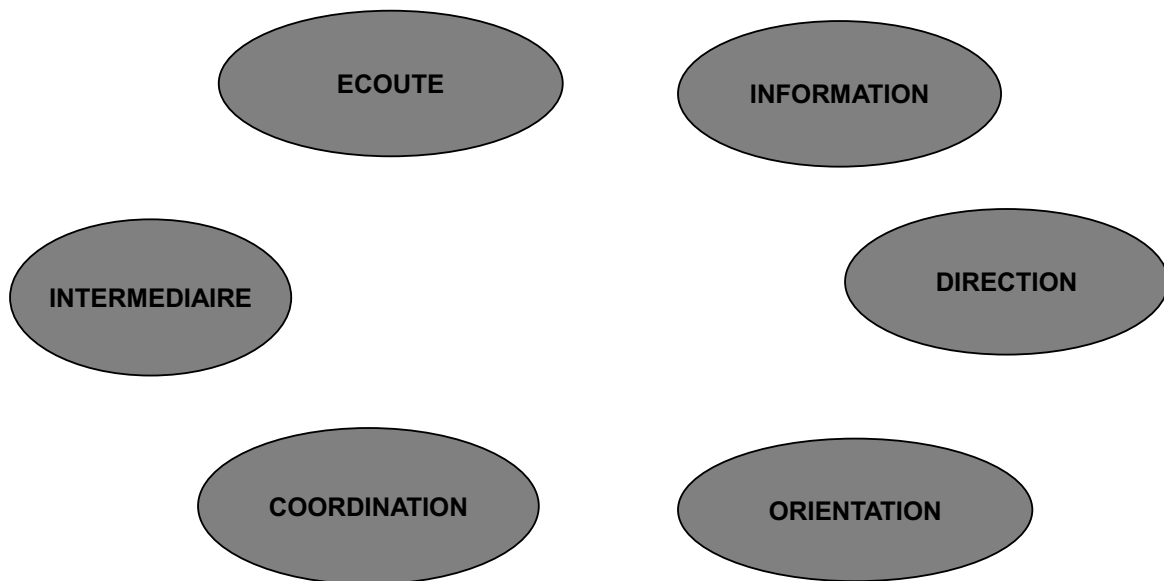 ECOUTE
INFORMATION
INTERMEDIAIRE
DIRECTION
COORDINATION
ORIENTATION